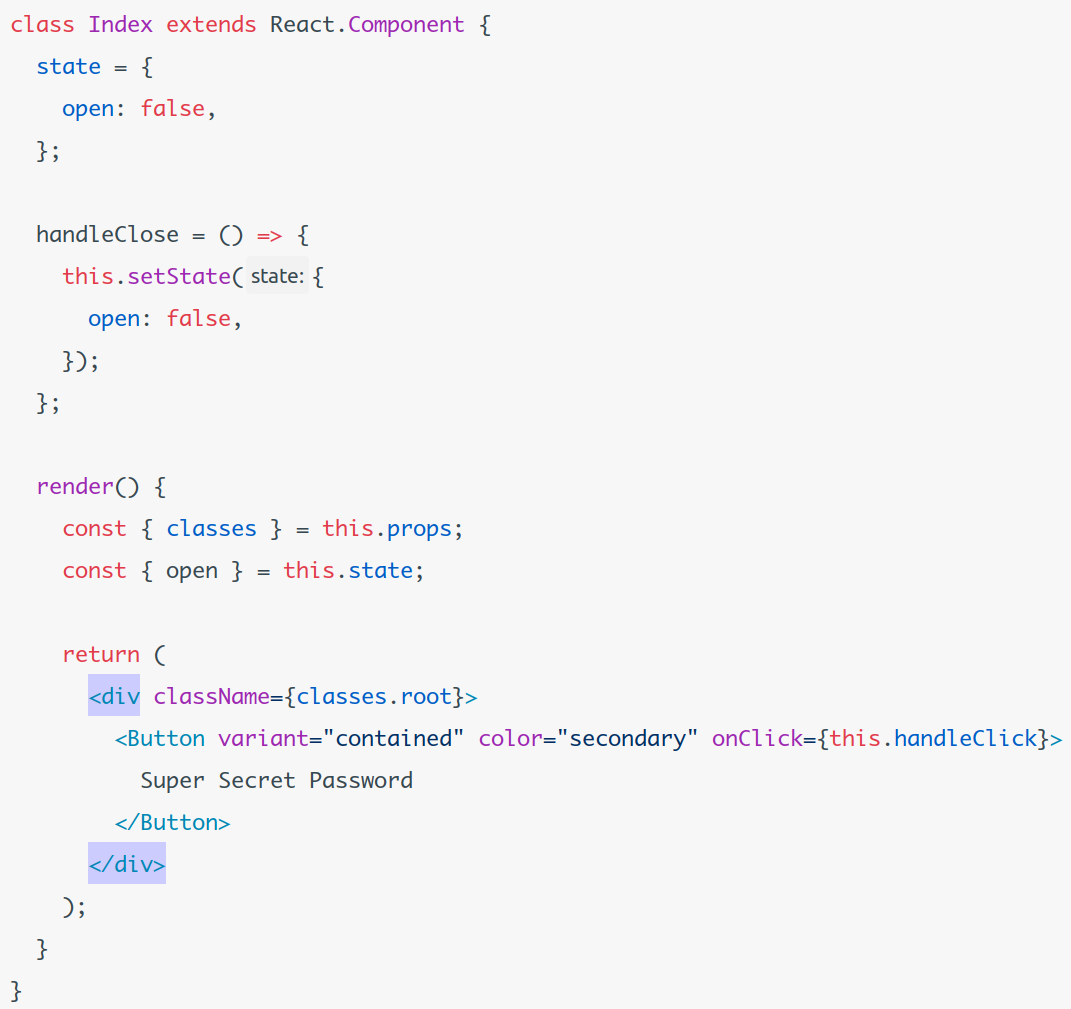 class Index extends React.Component {
  state = {
    open: false,
  };

  handleClose = () => {
    this.setState( state: {
      open: false,
    });
  };

  render() {
    const { classes } = this.props;
    const { open } = this.state;

    return (
      <div className={classes.root}>
        <Button variant="contained" color="secondary" onClick={this.handleClick}>
          Super Secret Password
        </Button>
      </div>
    );
  }
}